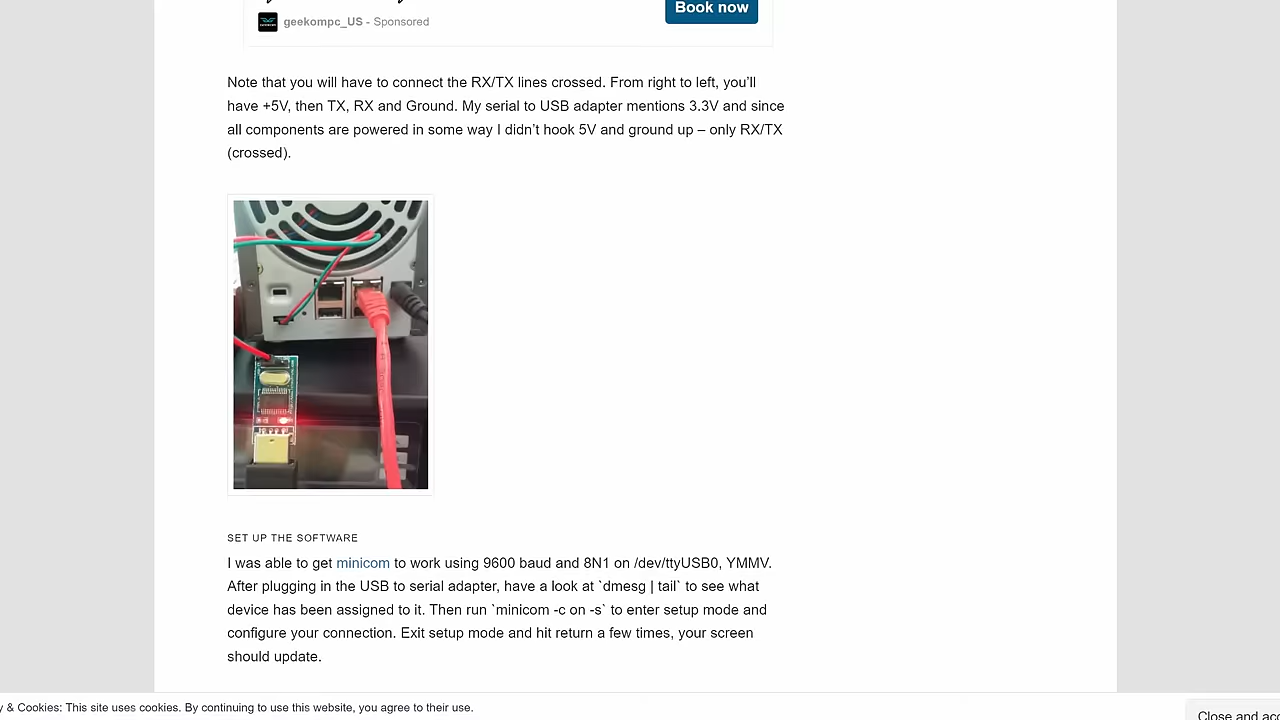 Book now
geekompc_US - Sponsored
Note that you will have to connect the RX/TX lines crossed. From right to left, you’ll
have +5V, then TX, RX and Ground. My serial to USB adapter mentions 3.3V and since
all components are powered in some way I didn’t hook 5V and ground up – only RX/TX
(crossed).
SET UP THE SOFTWARE
I was able to get minicom to work using 9600 baud and 8N1 on /dev/ttyUSB0, YMMV.
After plugging in the USB to serial adapter, have a look at `dmesg | tail` to see what
device has been assigned to it. Then run `minicom -c on -s` to enter setup mode and
configure your connection. Exit setup mode and hit return a few times, your screen
should update.
y & Cookies: This site uses cookies. By continuing to use this website, you agree to their use.
Close and acc